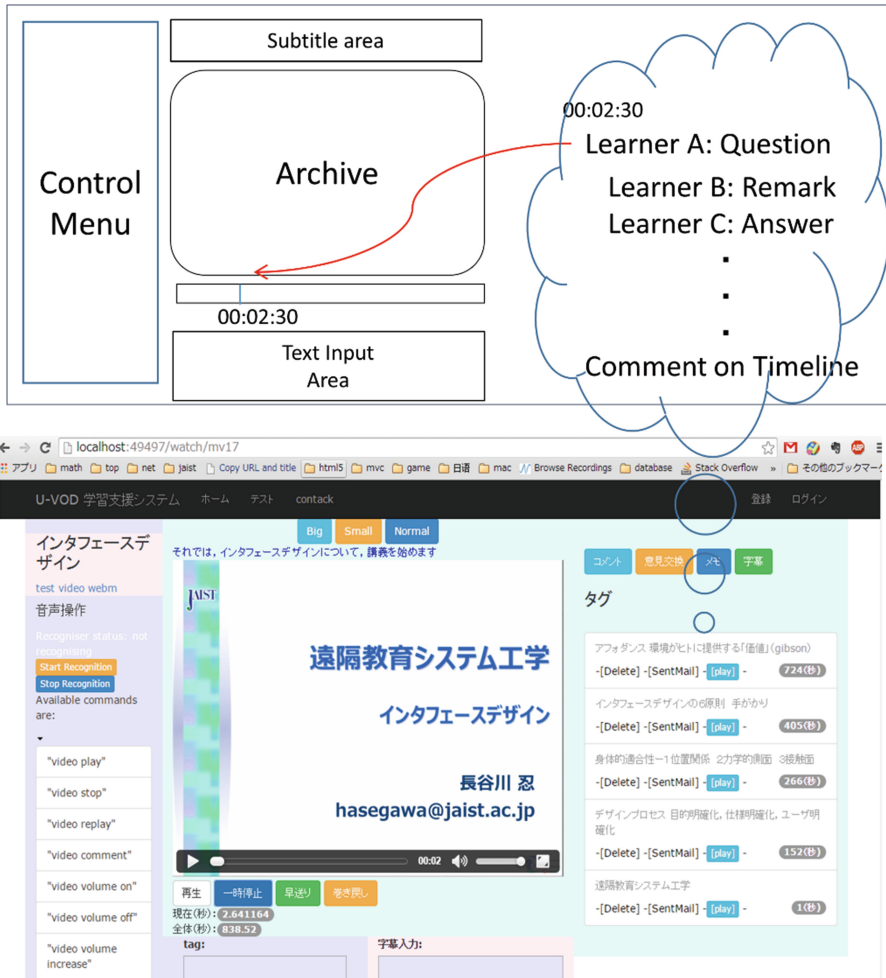 Subtitle area
Control
Menu
Archive
00:02:30
Text Input
Area
00:02:30
Learner A: Question
Learner B: Remark
Learner C: Answer
.
.
.
Comment on Timeline
localhost:49497/watch/mv17
アプリ math top net jaist Copy URL and title html5 mvc game 日語 mac Browse Recordings database Stack Overflow » その他のブックマーク
U-VOD 学習支援システム ホーム テスト contack 登録 ログイン
インタフェースデ
ザイン
test video webm
音声操作
Recogniser status: not
recognising
Start Recognition
Stop Recognition
Available commands
are:
"video play"
"video stop"
"video replay"
"video comment"
"video volume on"
"video volume off"
"video volume
increase"
Big Small Normal
それでは，インタフェースデザインについて，講義を始めます
JAIST
遠隔教育システム工学
インタフェースデザイン
長谷川 忍
hasegawa@jaist.ac.jp
00:02
再生 一時停止 早送り 巻き戻し
現在(秒): 2.641164
全体(秒): 838.52
tag:
字幕入力:
コメント 意見交換 メモ 字幕
タグ
アフォダンス 環境がヒトに提供する「価値」(gibson)
-[Delete] -[SentMail] - [play] - 724(秒)
インタフェースデザインの6原則 手がかり
-[Delete] -[SentMail] - [play] - 405(秒)
身体的適合性ー1位置関係 2力学的側面 3接触面
-[Delete] -[SentMail] - [play] - 266(秒)
デザインプロセス 目的明確化, 仕様明確化, ユーザ明
確化
-[Delete] -[SentMail] - [play] - 152(秒)
遠隔教育システム工学
-[Delete] -[SentMail] - [play] - 1(秒)